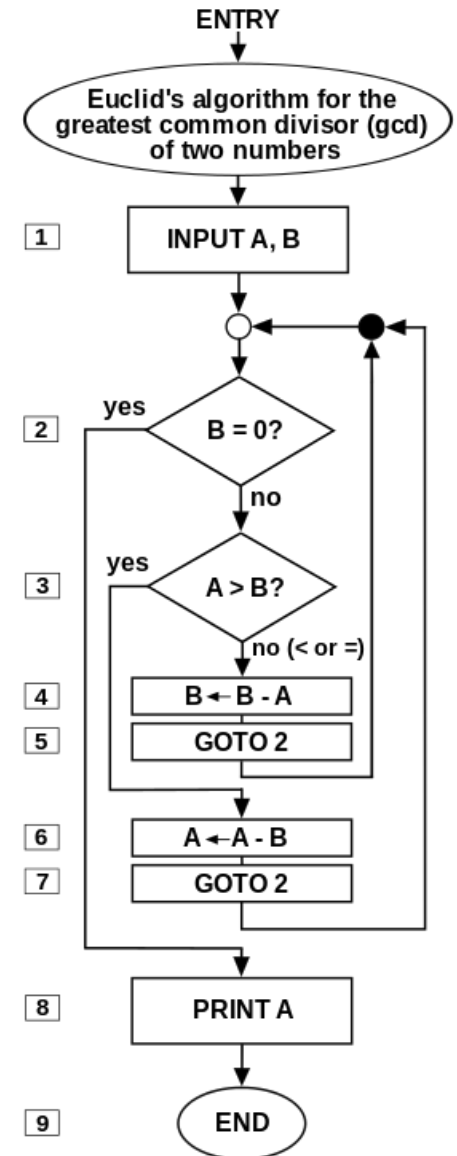 ENTRY
Euclid's algorithm for the
greatest common divisor (gcd)
of two numbers
1
INPUT A, B
yes
2
B = 0?
no
yes
3
A > B?
no (< or =)
4
B ← B - A
5
GOTO 2
6
A ← A - B
7
GOTO 2
8
PRINT A
9
END